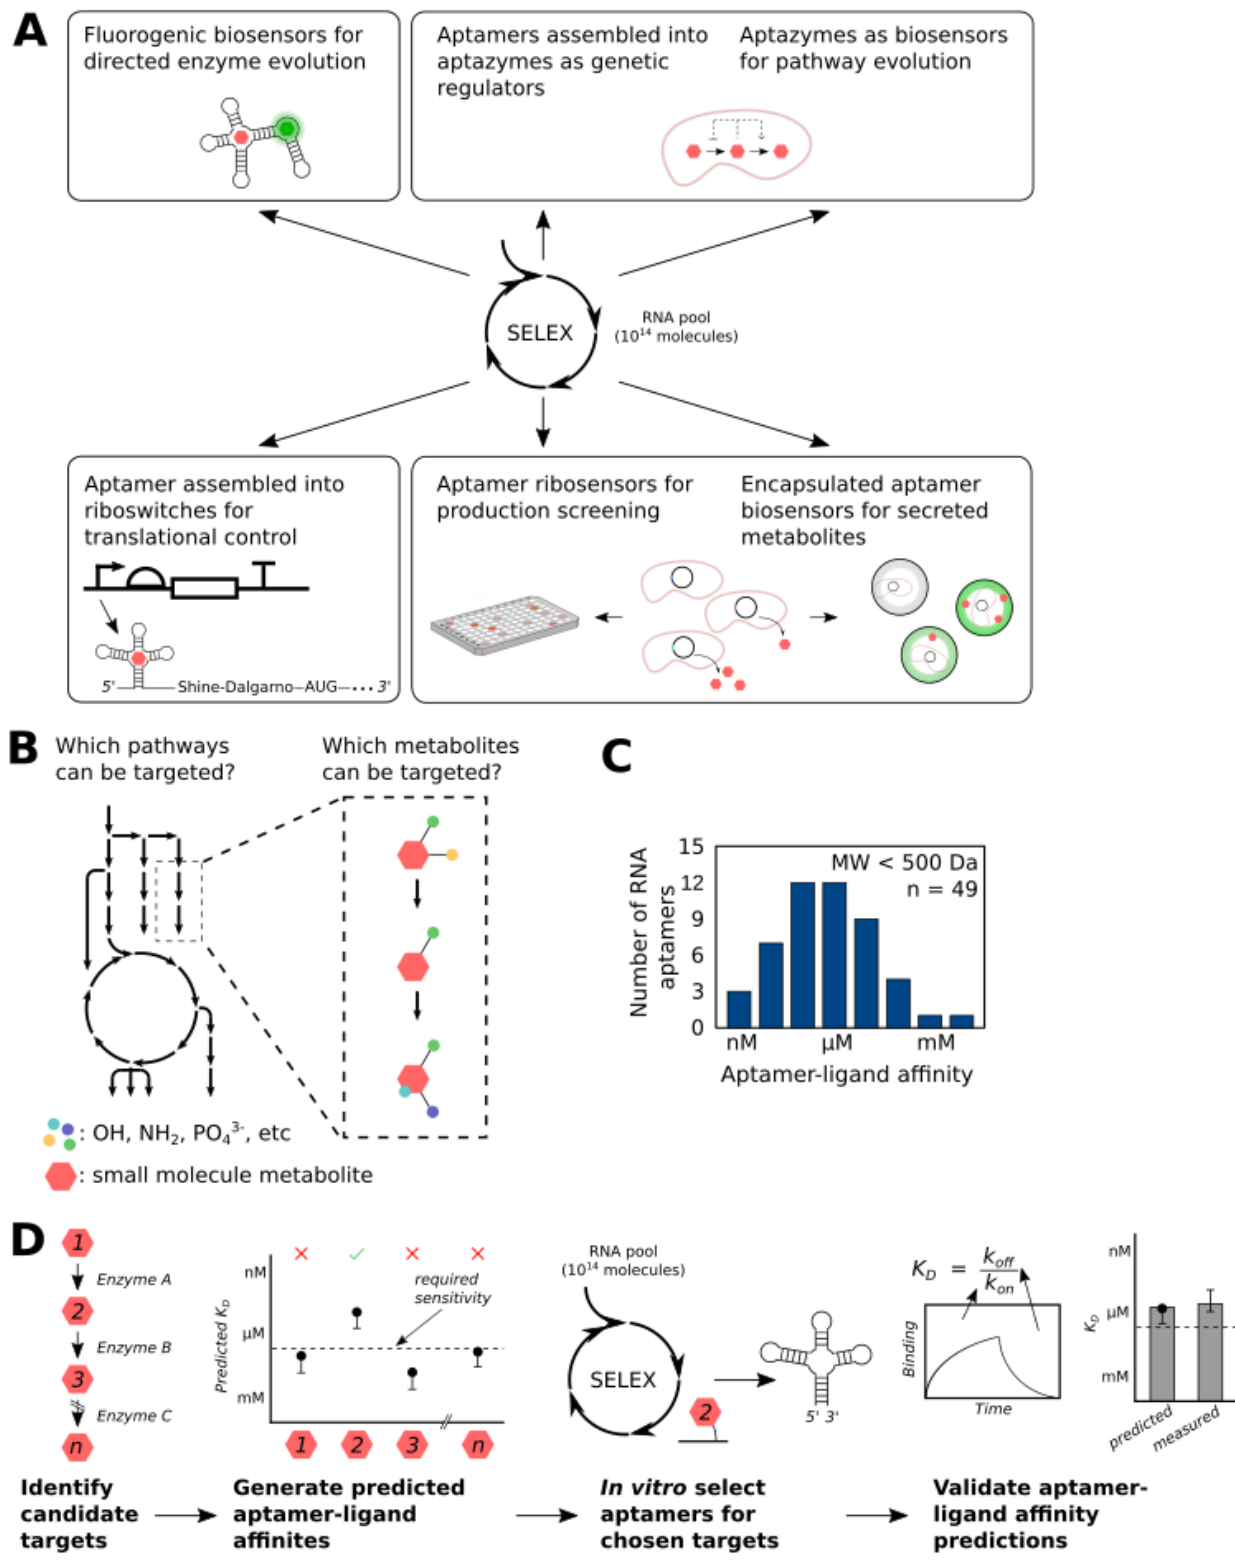 A
Fluorogenic biosensors for
directed enzyme evolution
Aptamers assembled into
aptazymes as genetic
regulators
Aptazymes as biosensors
for pathway evolution
SELEX
RNA pool
(10¹⁴ molecules)
Aptamer assembled into
riboswitches for
translational control
5' Shine-Dalgarno—AUG—...3'
Aptamer ribosensors for
production screening
Encapsulated aptamer
biosensors for secreted
metabolites
B
Which pathways
can be targeted?
Which metabolites
can be targeted?
: OH, NH₂, PO₄³⁻, etc
: small molecule metabolite
C
Number of RNA
aptamers
15
12
9
6
3
0
MW < 500 Da
n = 49
nM μM mM
Aptamer-ligand affinity
D
1
Enzyme A
2
Enzyme B
3
Enzyme C
n
Predicted K_D
nM
μM
mM
required
sensitivity
1 2 3 n
RNA pool
(10¹⁴ molecules)
SELEX
2
5' 3'
K_D = k_off / k_on
Binding
Time
K_D
nM
μM
mM
predicted
measured
Identify
candidate
targets
Generate predicted
aptamer-ligand
affinites
In vitro select
aptamers for
chosen targets
Validate aptamer-
ligand affinity
predictions